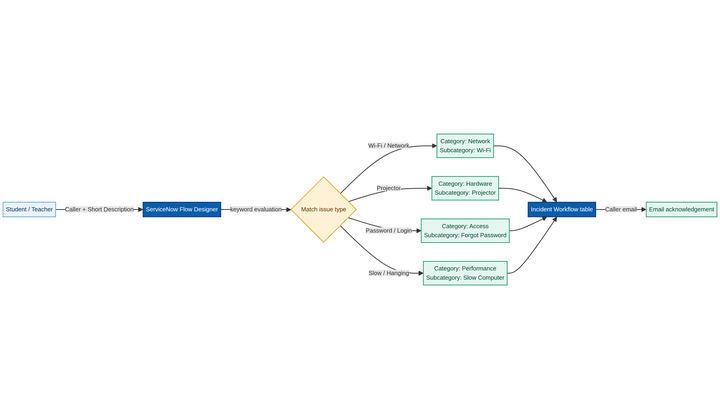 Student / Teacher
Caller + Short Description
ServiceNow Flow Designer
keyword evaluation
Match issue type
Wi-Fi / Network
Category: Network
Subcategory: Wi-Fi
Projector
Category: Hardware
Subcategory: Projector
Password / Login
Category: Access
Subcategory: Forgot Password
Slow / Hanging
Category: Performance
Subcategory: Slow Computer
Incident Workflow table
Caller email
Email acknowledgement